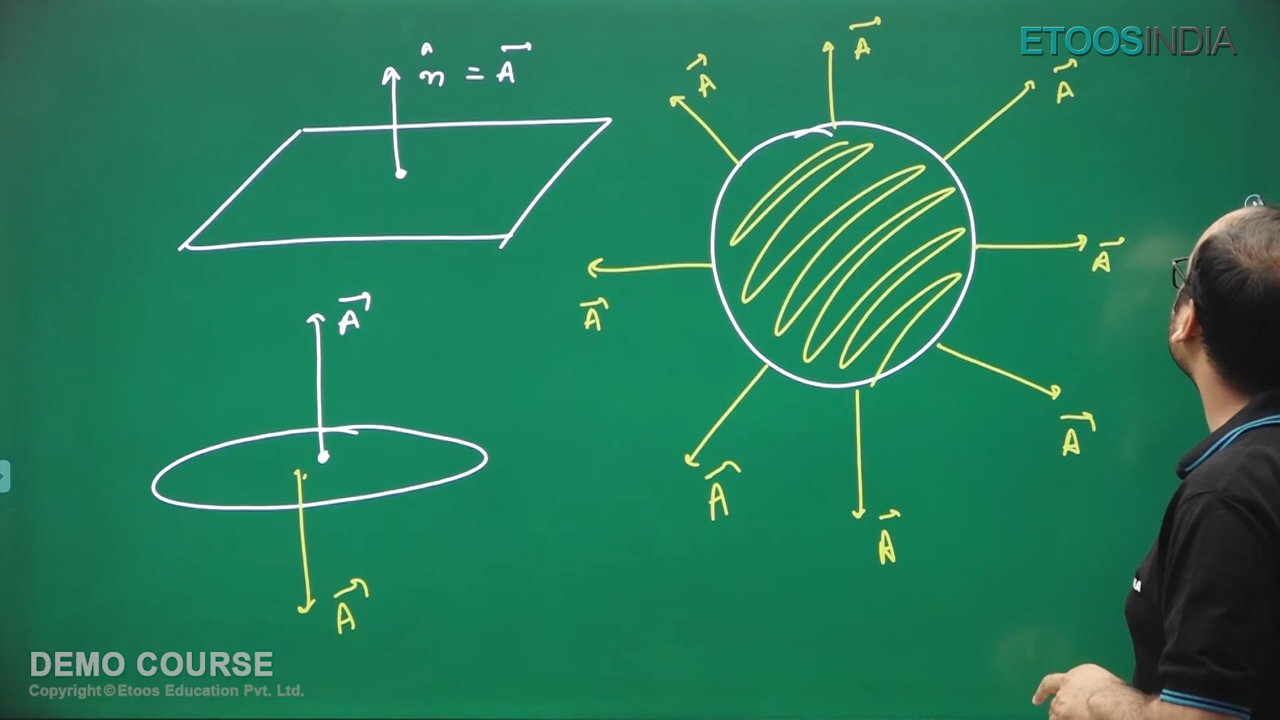 ETOOSINDIA
n̂ = A⃗
A⃗
A⃗
A⃗
A⃗
A⃗
A⃗
A⃗
A⃗
A⃗
A⃗
DEMO COURSE
Copyright © Etoos Education Pvt. Ltd.